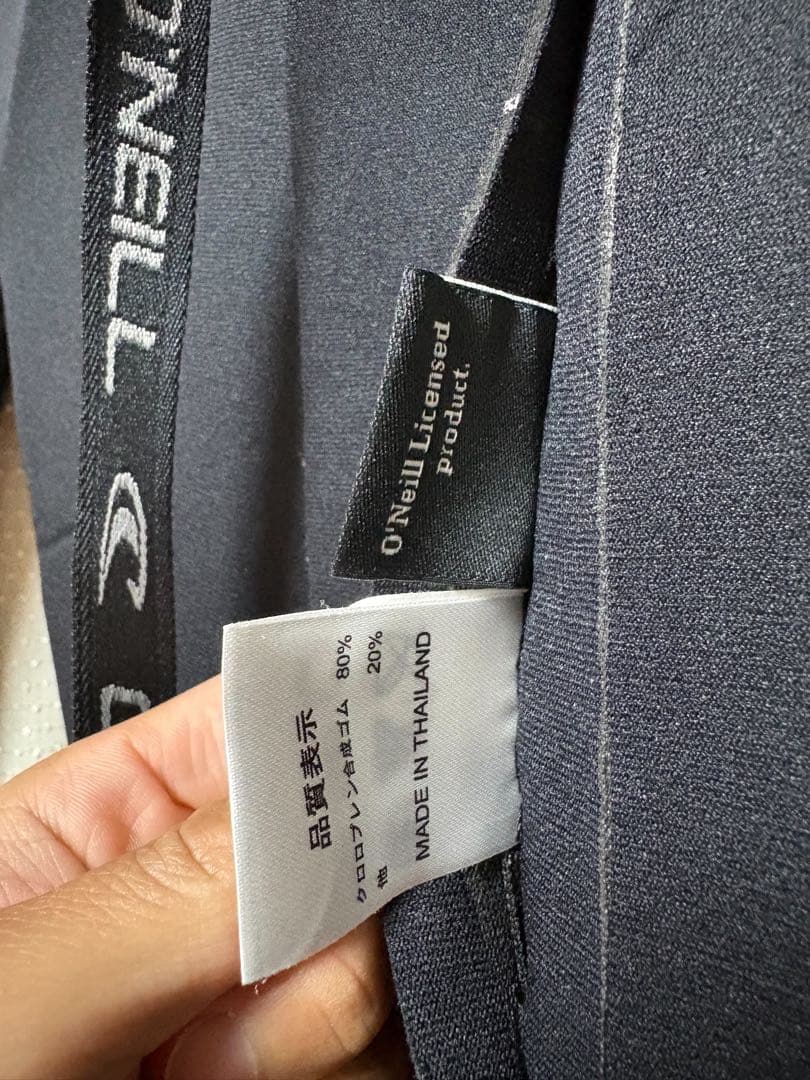 O'NEILL
O'Neill Licensed
product.
品質表示
クロロプレン合成ゴム 80%
他 20%
MADE IN THAILAND